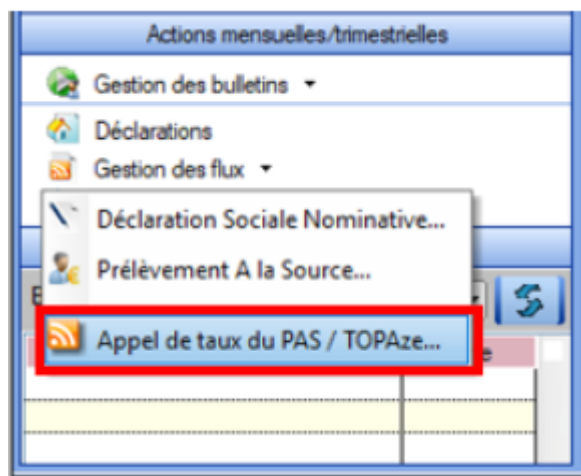 Actions mensuelles/trimestrielles
Gestion des bulletins
Déclarations
Gestion des flux
Déclaration Sociale Nominative...
Prélèvement A la Source...
Appel de taux du PAS / TOPAze...